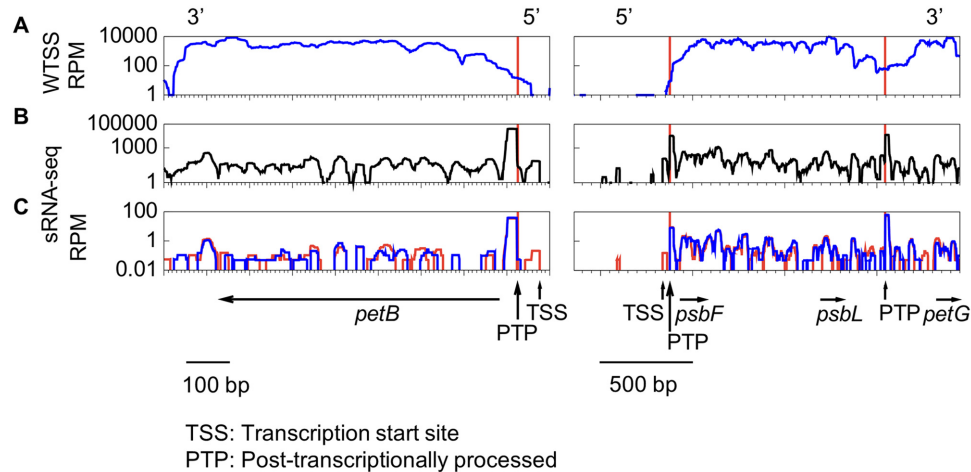 3’ 5’ 5’ 3’
A
WTSS
RPM
10000
100
1
B
100000
1000
1
sRNA-seq
RPM
C
100
1
0.01
petB PTP TSS TSS PTP psbF psbL PTP petG
100 bp 500 bp
TSS: Transcription start site
PTP: Post-transcriptionally processed